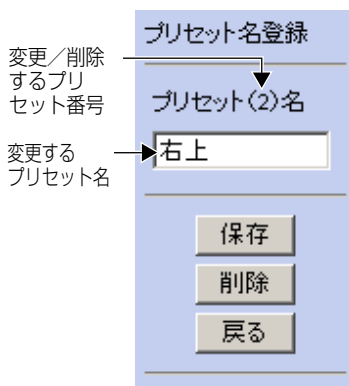 プリセット名登録
変更／削除
するプリ
セット番号
プリセット(2)名
変更する
プリセット名
右上
保存
削除
戻る